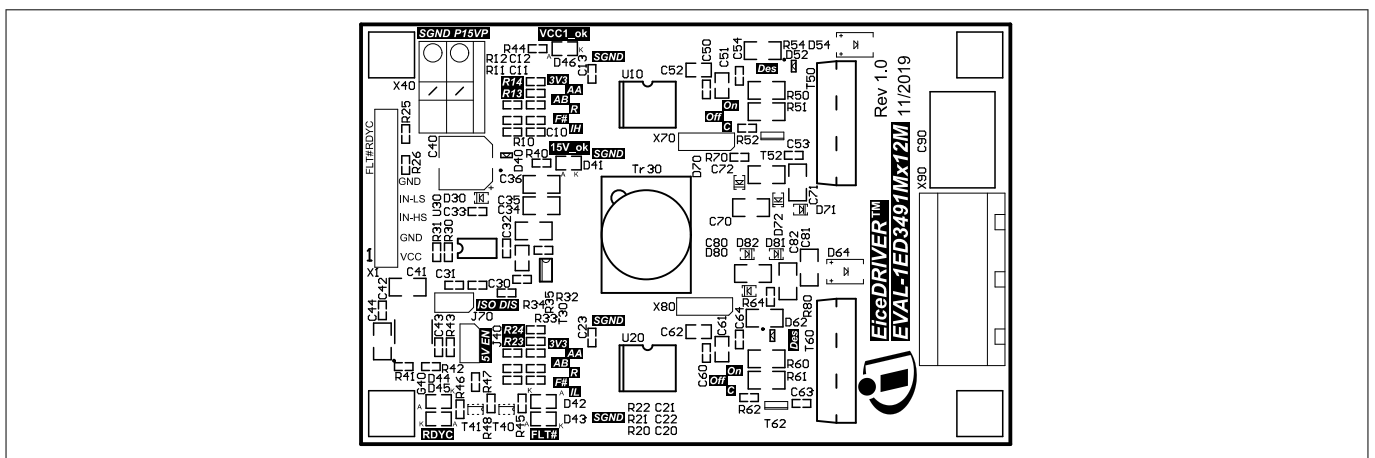 SGND P15VP
VCC1_ok
R44
A
K
D46
SGND
R12 C12
R11 C11
C13
X40
R14
R13
3V3
AA
AB
R
F#
IH
C10
R10
U10
C52
C50
C51
C54
R54 D54
D52
Des
T50
R50
R51
On
Off
C
R52
X70
Rev 1.0
11/2019
EiceDRIVER™
EVAL-1ED3491Mx12M
C90
X90
R25
FLT#RDYC
R26
C40
D40
15V_ok
SGND
R40
D41
A
K
Tr30
D70
R70
T52
C53
C72
C36
C35
C34
GND
IN-LS
IN-HS
GND
VCC
1
X1
U30
D30
C33
R31
R30
C32
C70
D72
C71
D71
C80
D80
D82
D81
C82
C81
D64
C41
C31
C30
C42
C44
ISO DIS
J70
R34
R35
R32
T30
R33
X80
R64
R80
C43
R43
J40
5V EN
R24
R23
3V3
AA
AB
R
F#
IL
C23
SGND
U20
C62
C60
C61
C64
D62
Des
T60
R60
R61
On
Off
C
R62
C63
T62
R41
R42
G40
D44
D45
R46
R47
K
A
A
K
RDYC
T41
R48
T40
R45
K
A
D42
D43
A
K
FLT#
SGND
R22 C21
R21 C22
R20 C20